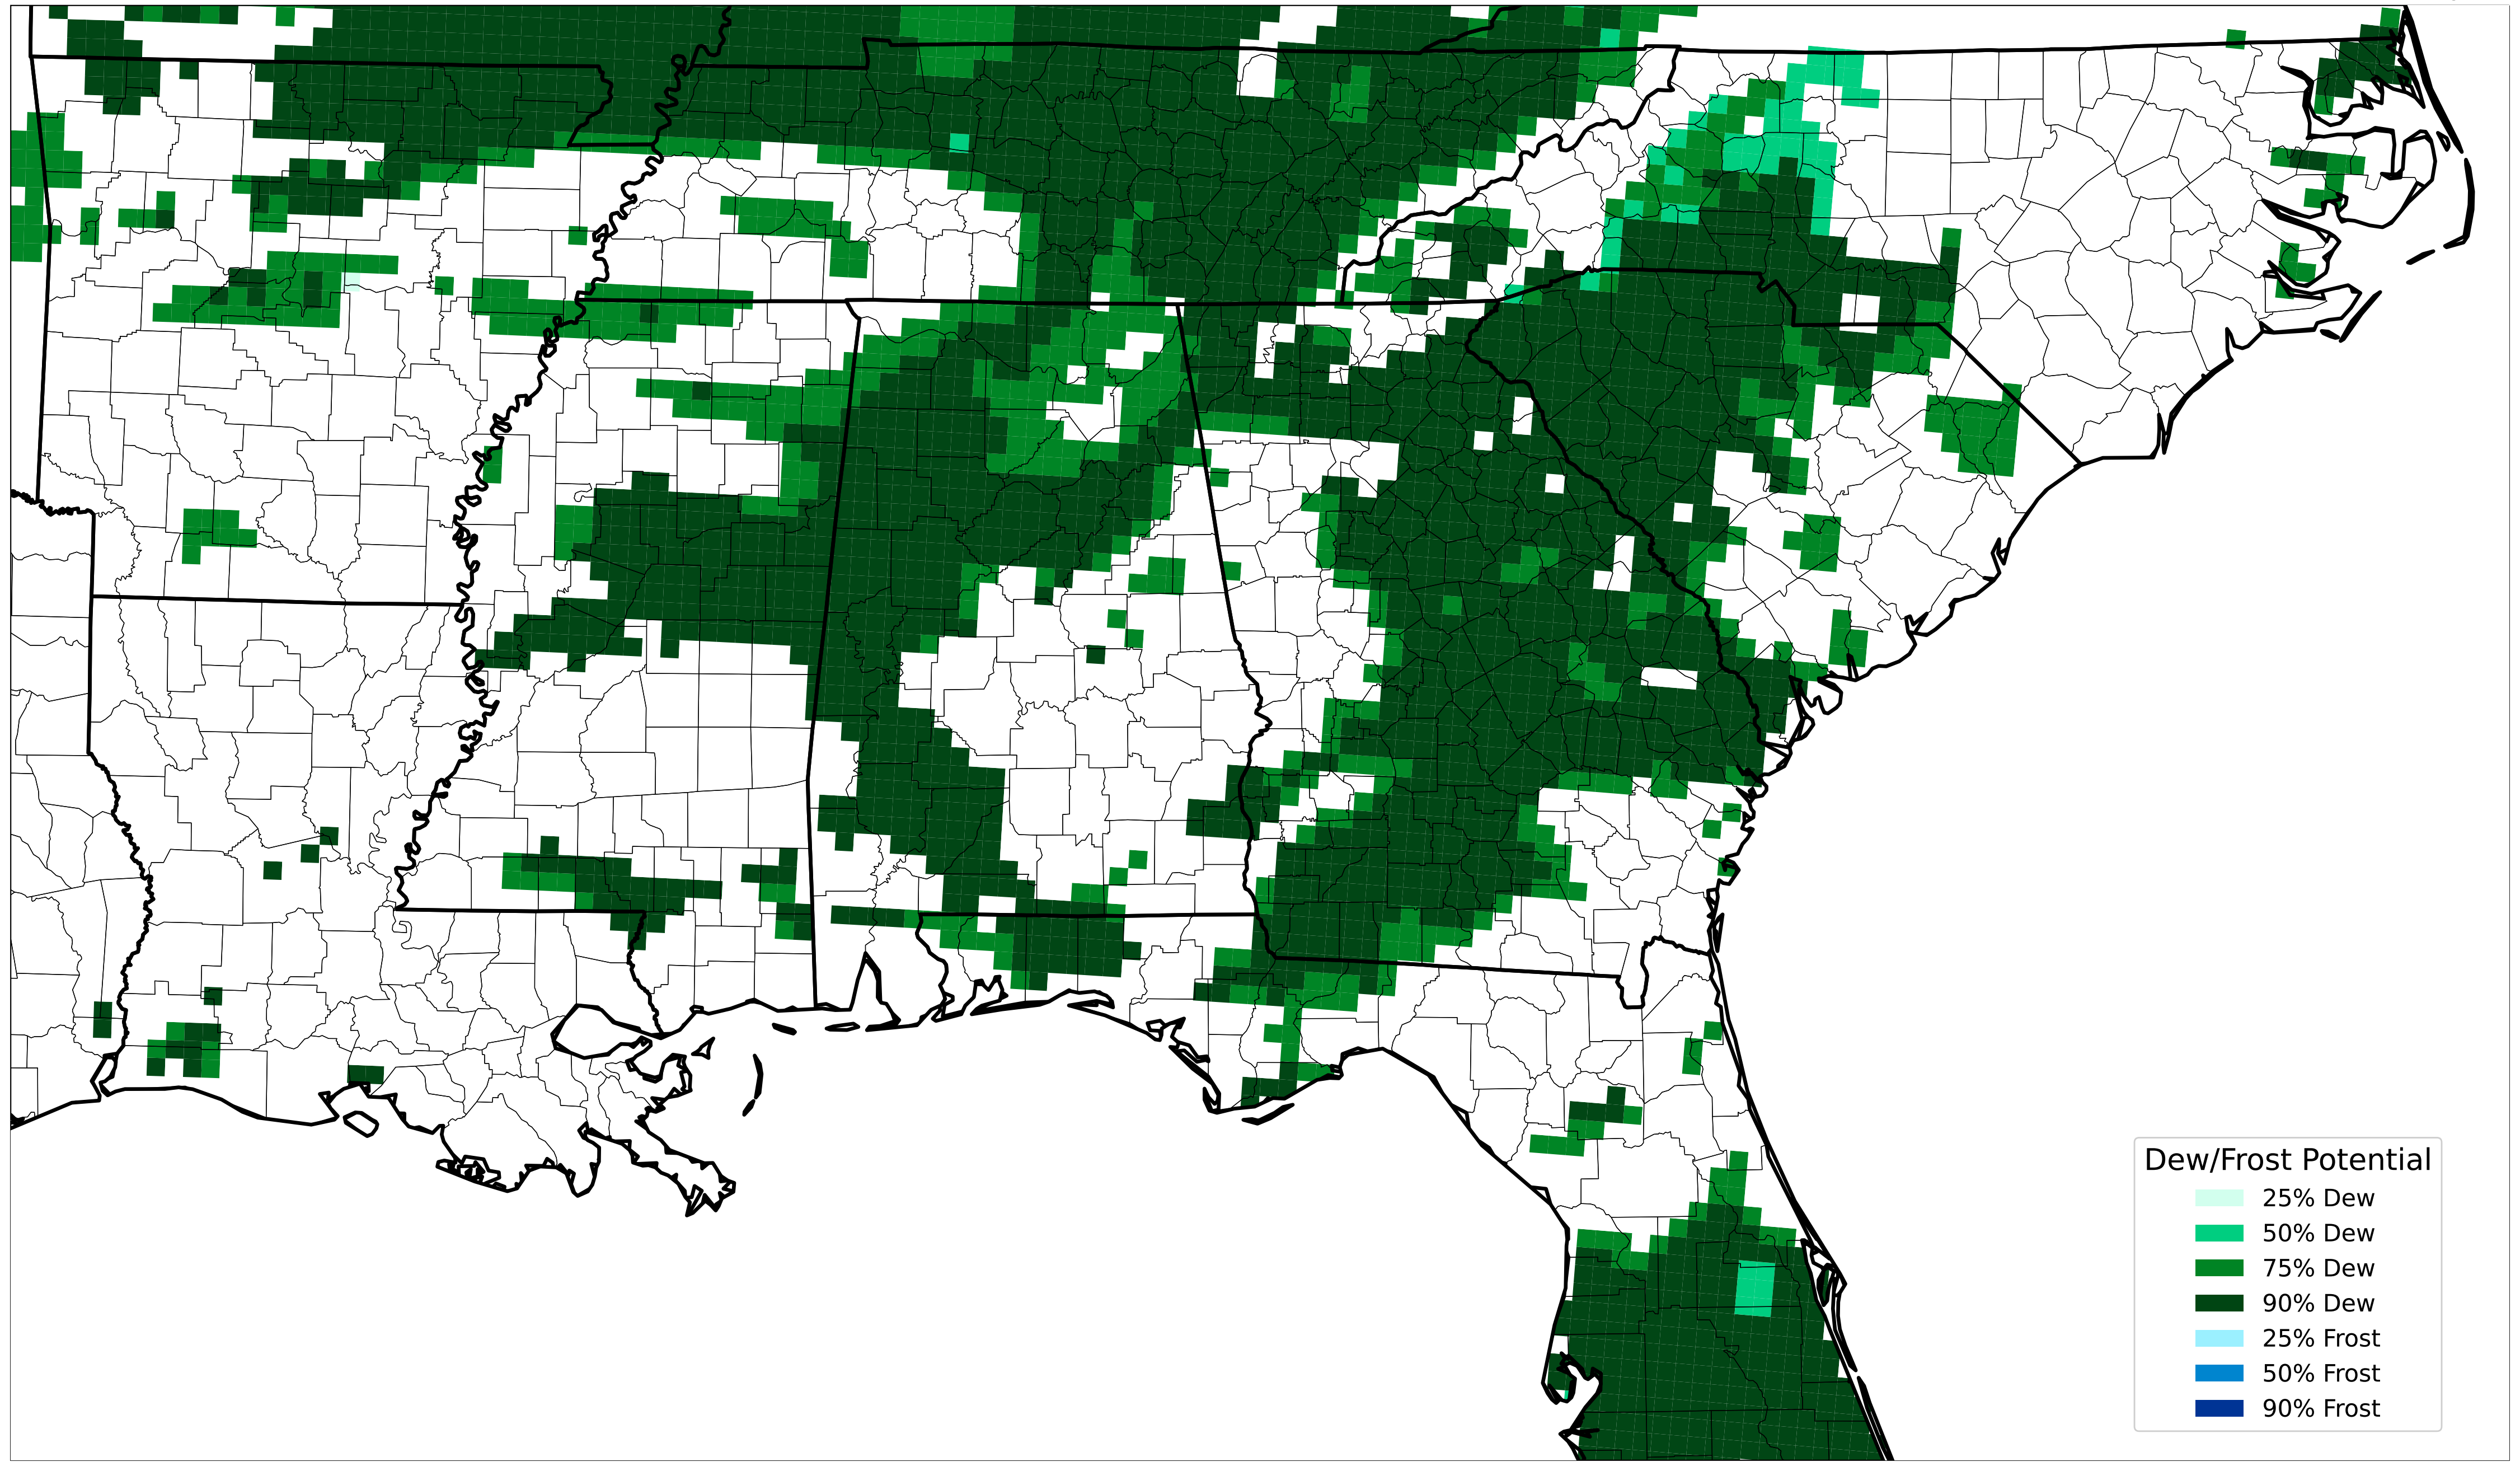 Dew/Frost Potential
25% Dew
50% Dew
75% Dew
90% Dew
25% Frost
50% Frost
90% Frost